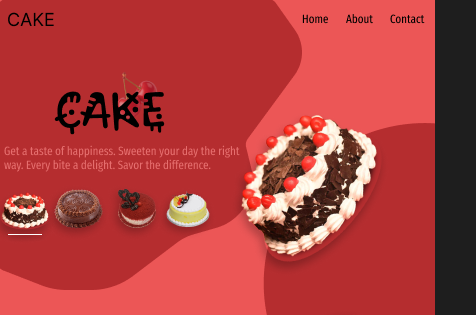 CAKE
Home About Contact
CAKE
Get a taste of happiness. Sweeten your day the right
way. Every bite a delight. Savor the difference.